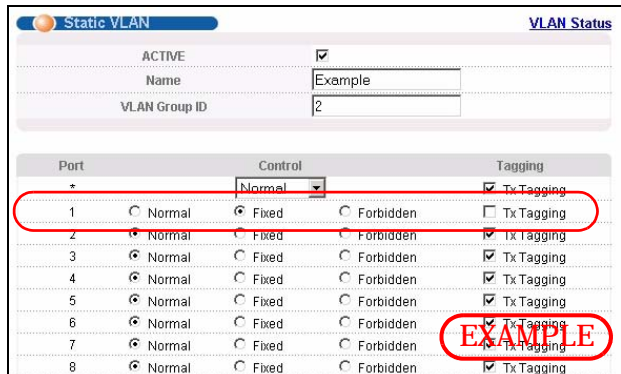 Static VLAN VLAN Status
ACTIVE
Name Example
VLAN Group ID 2
Port Control Tagging
* Normal Tx Tagging
1 Normal Fixed Forbidden Tx Tagging
2 Normal Fixed Forbidden Tx Tagging
3 Normal Fixed Forbidden Tx Tagging
4 Normal Fixed Forbidden Tx Tagging
5 Normal Fixed Forbidden Tx Tagging
6 Normal Fixed Forbidden Tx Tagging
EXAMPLE
7 Normal Fixed Forbidden Tx Tagging
8 Normal Fixed Forbidden Tx Tagging